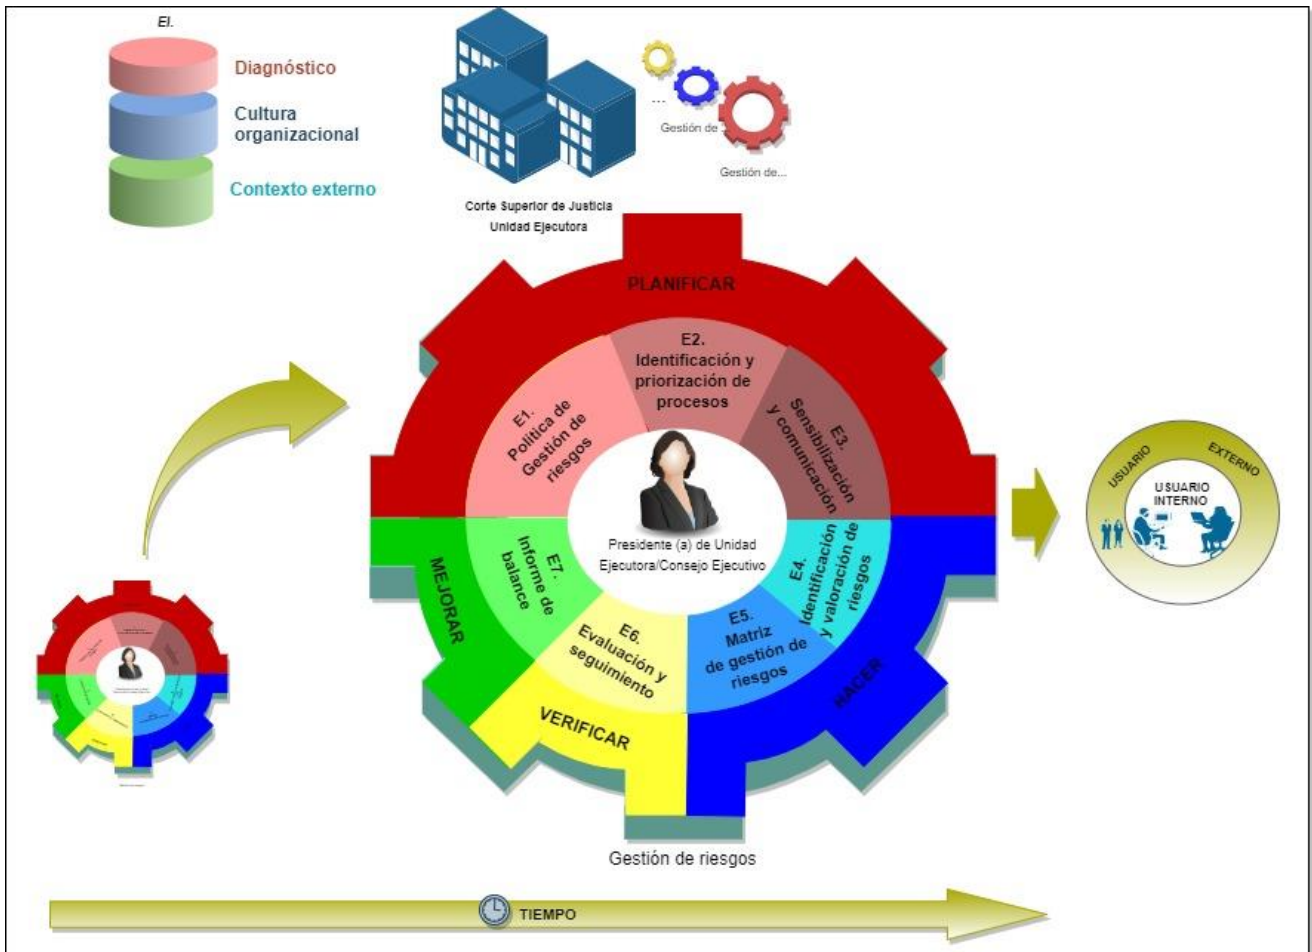 EI.
Diagnóstico
Cultura
organizacional
Contexto externo
...
Gestión de ...
Gestión de...
Corte Superior de Justicia
Unidad Ejecutora
PLANIFICAR
E1.
Política de
Gestión de
riesgos
E2.
Identificación y
priorización de
procesos
E3.
Sensibilización
y comunicación
E4.
Identificación
y valoración de
riesgos
HACER
E5.
Matriz
de gestión de
riesgos
E6.
Evaluación y
seguimiento
VERIFICAR
E7.
Informe de
balance
MEJORAR
Presidente (a) de Unidad
Ejecutora/Consejo Ejecutivo
Gestión de riesgos
USUARIO EXTERNO
USUARIO
INTERNO
TIEMPO